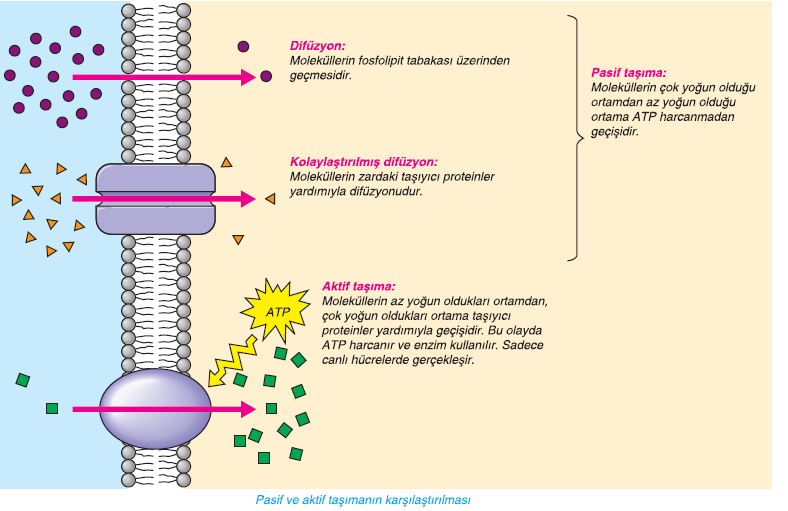 Difüzyon:
Moleküllerin fosfolipit tabakası üzerinden
geçmesidir.
Pasif taşıma:
Moleküllerin çok yoğun olduğu
ortamdan az yoğun olduğu
ortama ATP harcanmadan
geçişidir.
Kolaylaştırılmış difüzyon:
Moleküllerin zardaki taşıyıcı proteinler
yardımıyla difüzyonudur.
Aktif taşıma:
Moleküllerin az yoğun oldukları ortamdan,
çok yoğun oldukları ortama taşıyıcı
proteinler yardımıyla geçişidir. Bu olayda
ATP harcanır ve enzim kullanılır. Sadece
canlı hücrelerde gerçekleşir.
ATP
Pasif ve aktif taşımanın karşılaştırılması